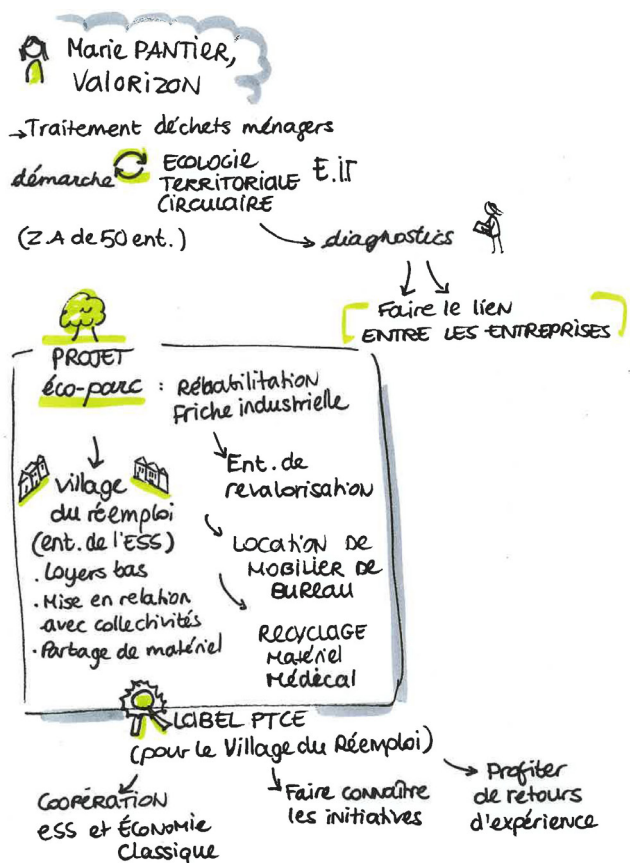 Marie PANTIER,
VALORIZON
→Traitement déchets ménagers
démarche
ECOLOGIE
TERRITORIALE
CIRCULAIRE
E.iT
(Z.A de 50 ent.)
diagnostics
Faire le lien
ENTRE LES ENTREPRISES
PROJET
éco-parc : Réhabilitation
Friche industrielle
village
du réemploi
(ent. de l'ESS)
. Loyers bas
. Mise en relation
avec collectivités
. Partage de matériel
Ent. de
revalorisation
LOCATION DE
MOBILIER DE
BUREAU
RECYCLAGE
Matériel
Médical
LABEL PTCE
(pour le Village du Réemploi)
COOPÉRATION
ESS et ÉCONOMIE
Classique
Faire connaître
les initiatives
Profiter
de retours
d'expérience